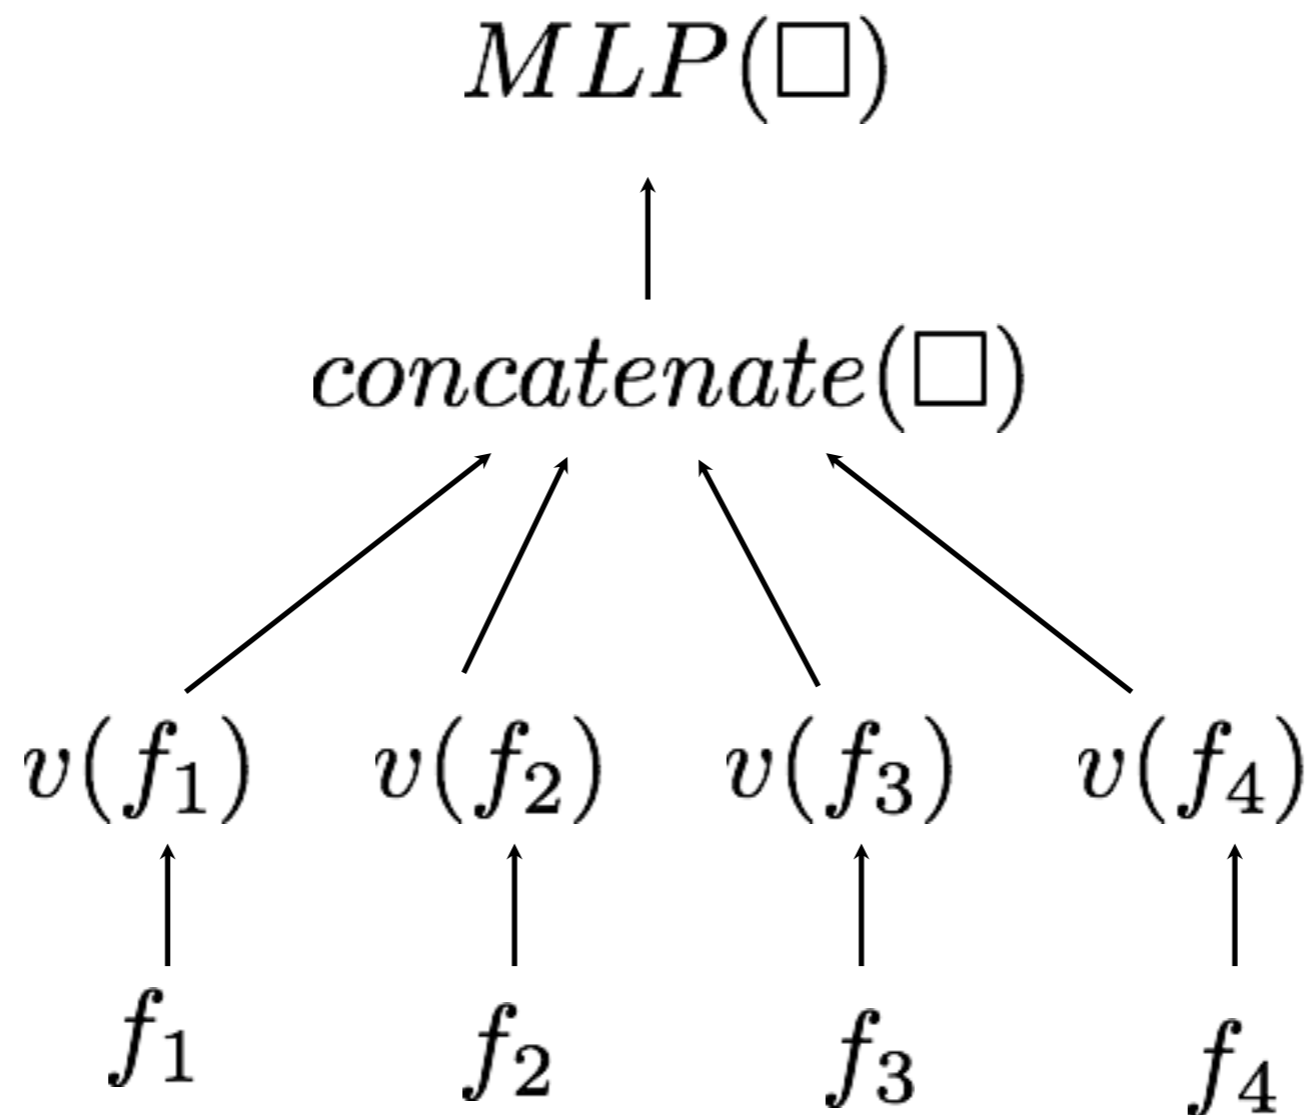 MLP(□)
concatenate(□)
v(f₁) v(f₂) v(f₃) v(f₄)
f₁ f₂ f₃ f₄